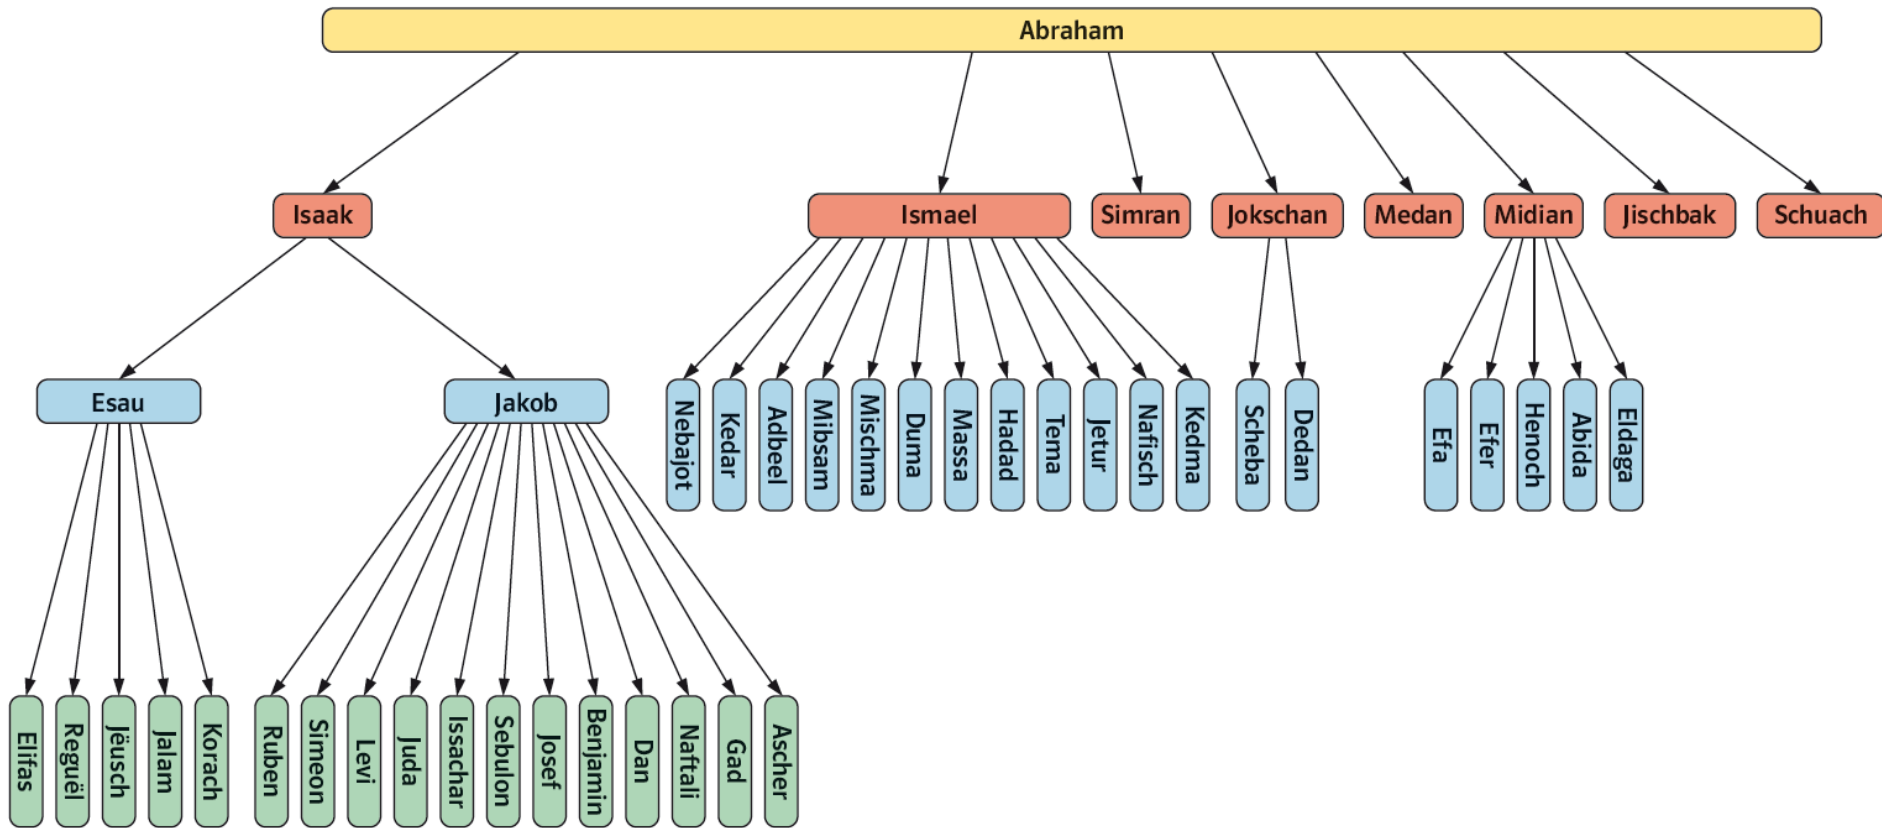 Abraham
Isaak
Ismael
Simran
Jokschan
Medan
Midian
Jischbak
Schuach
Esau
Jakob
Nebajot
Kedar
Adbeel
Mibsam
Mischma
Duma
Massa
Hadad
Tema
Jetur
Nafisch
Kedma
Scheba
Dedan
Efa
Efer
Henoch
Abida
Eldaga
Elifas
Reguël
Jëusch
Jalam
Korach
Ruben
Simeon
Levi
Juda
Issachar
Sebulon
Josef
Benjamin
Dan
Naftali
Gad
Ascher